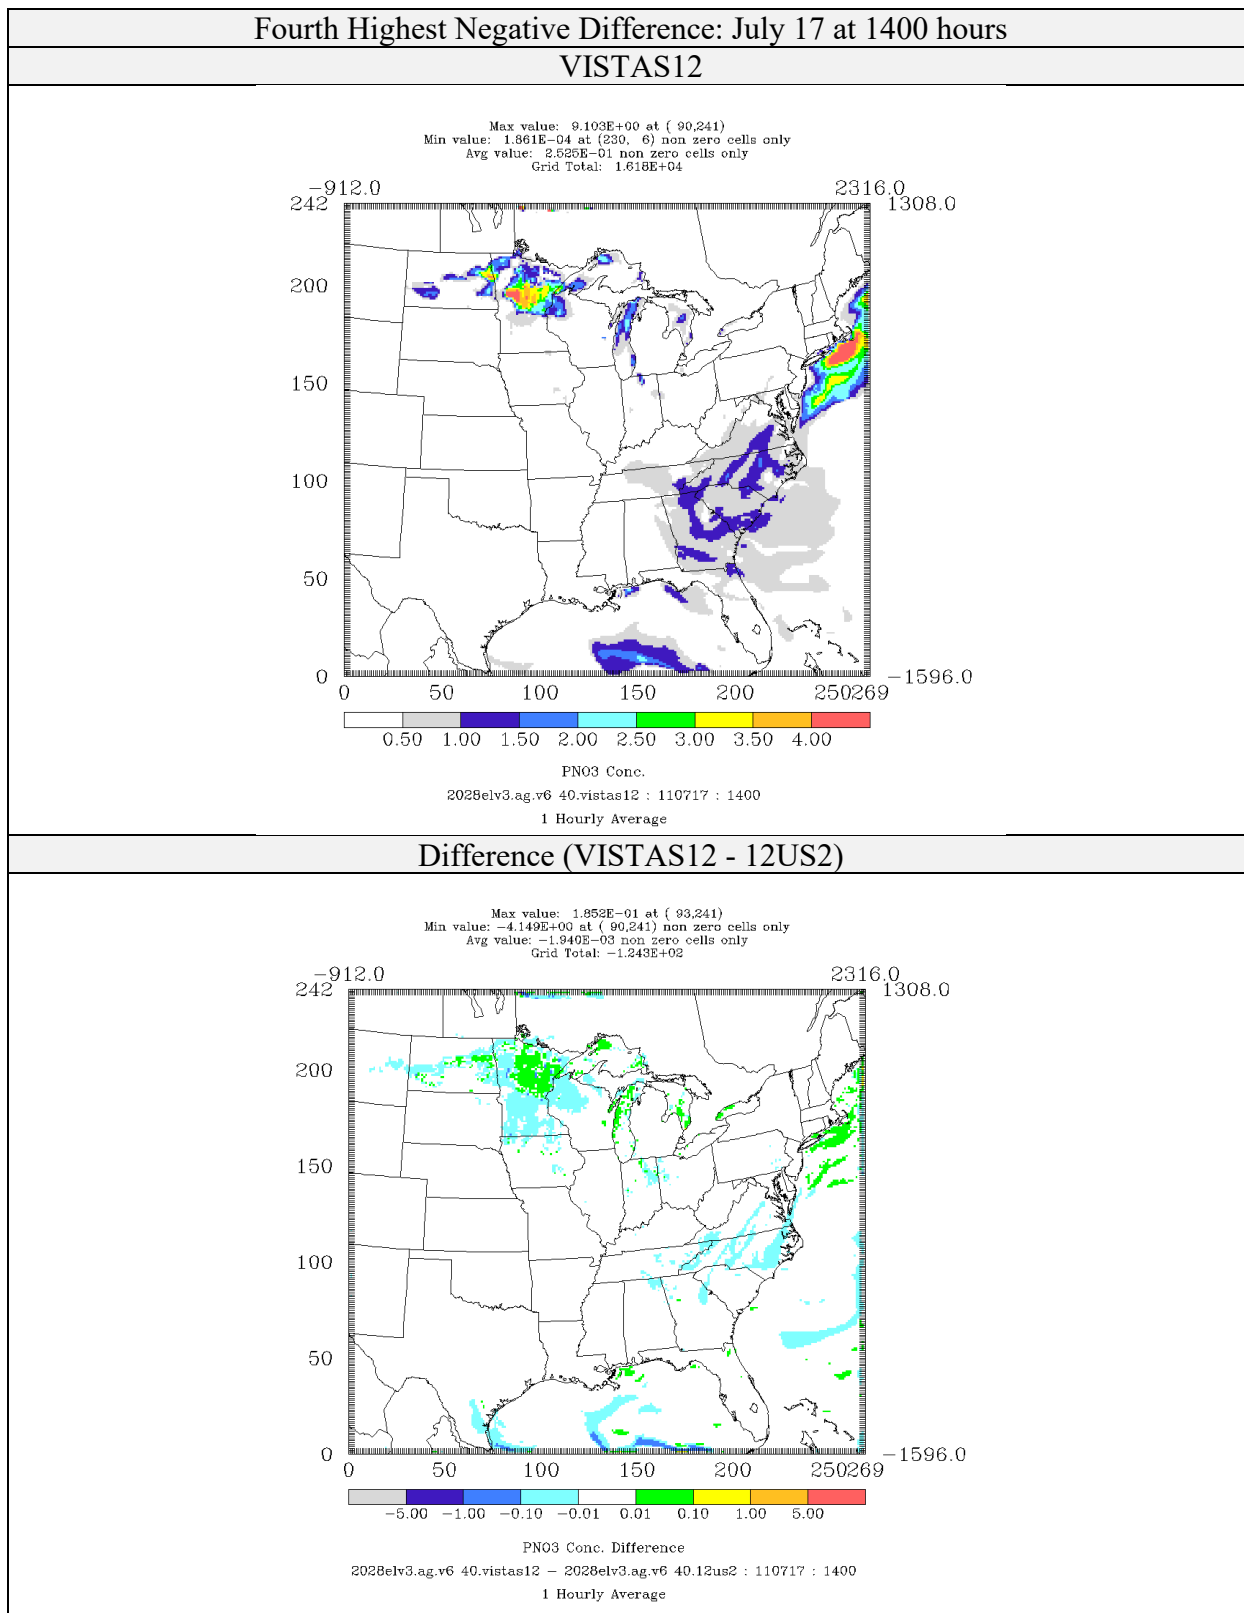 Fourth Highest Negative Difference: July 17 at 1400 hours
VISTAS12
Max value: 9.103E+00 at ( 90,241)
Min value: 1.861E-04 at (230, 6) non zero cells only
Avg value: 2.525E-01 non zero cells only
Grid Total: 1.618E+04
-912.0 2316.0
242 1308.0
200
150
100
50
0 -1596.0
0 50 100 150 200 250269
0.50 1.00 1.50 2.00 2.50 3.00 3.50 4.00
PNO3 Conc.
2028elv3.ag.v6 40.vistas12 : 110717 : 1400
1 Hourly Average
Difference (VISTAS12 - 12US2)
Max value: 1.852E-01 at ( 93,241)
Min value: -4.149E+00 at ( 90,241) non zero cells only
Avg value: -1.940E-03 non zero cells only
Grid Total: -1.243E+02
-912.0 2316.0
242 1308.0
200
150
100
50
0 -1596.0
0 50 100 150 200 250269
-5.00 -1.00 -0.10 -0.01 0.01 0.10 1.00 5.00
PNO3 Conc. Difference
2028elv3.ag.v6 40.vistas12 - 2028elv3.ag.v6 40.12us2 : 110717 : 1400
1 Hourly Average